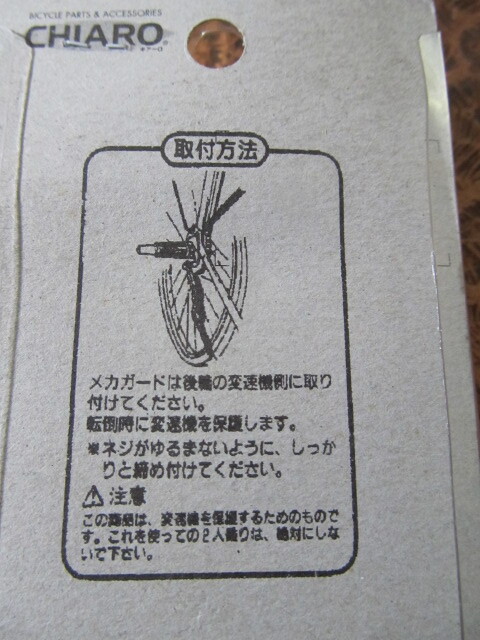 BICYCLE PARTS & ACCESSORIES
CHIARO
キアーロ
取付方法
メカガードは後輪の変速機側に取り
付けてください。
転倒時に変速機を保護します。
※ネジがゆるまないように、しっか
りと締め付けてください。
⚠注意
この商品は、変速機を保護するためのもので
す。これを使っての2人乗りは、絶対にしな
いで下さい。